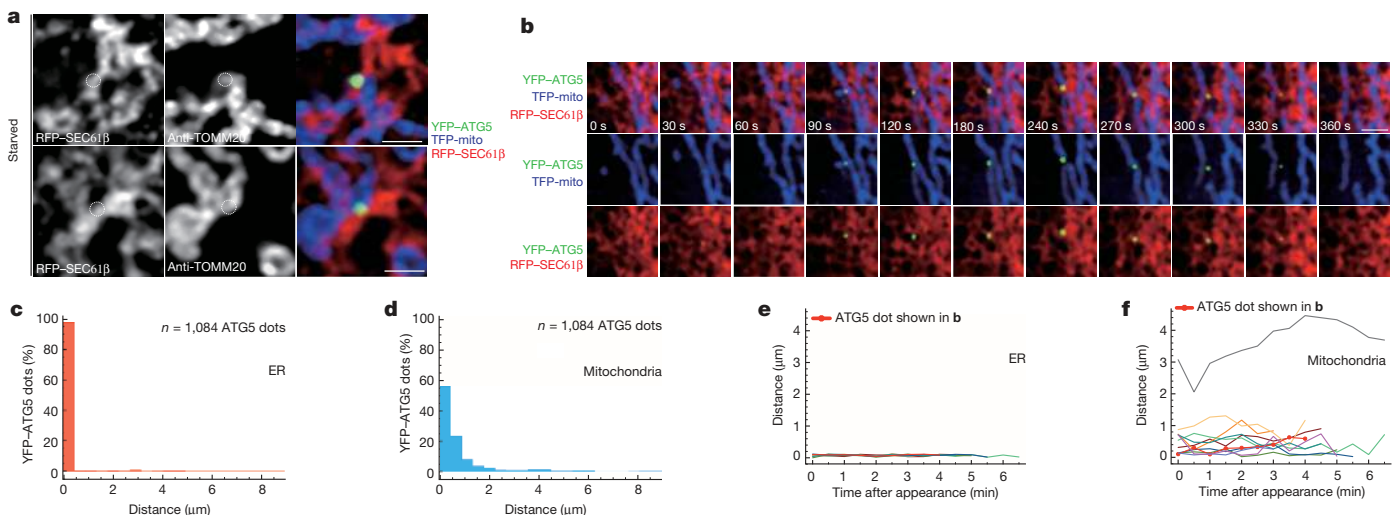 a
Starved
RFP–SEC61β
Anti-TOMM20
RFP–SEC61β
Anti-TOMM20
YFP–ATG5
TFP-mito
RFP–SEC61β
b
YFP–ATG5
TFP-mito
RFP–SEC61β
0 s 30 s 60 s 90 s 120 s 180 s 240 s 270 s 300 s 330 s 360 s
YFP–ATG5
TFP-mito
YFP–ATG5
RFP–SEC61β
c
n = 1,084 ATG5 dots
ER
YFP–ATG5 dots (%)
100
80
60
40
20
0
0 2 4 6 8
Distance (μm)
d
n = 1,084 ATG5 dots
Mitochondria
YFP–ATG5 dots (%)
100
80
60
40
20
0
0 2 4 6 8
Distance (μm)
e
ATG5 dot shown in b
ER
Distance (μm)
4
3
2
1
0
0 1 2 3 4 5 6
Time after appearance (min)
f
ATG5 dot shown in b
Mitochondria
Distance (μm)
4
3
2
1
0
0 1 2 3 4 5 6
Time after appearance (min)